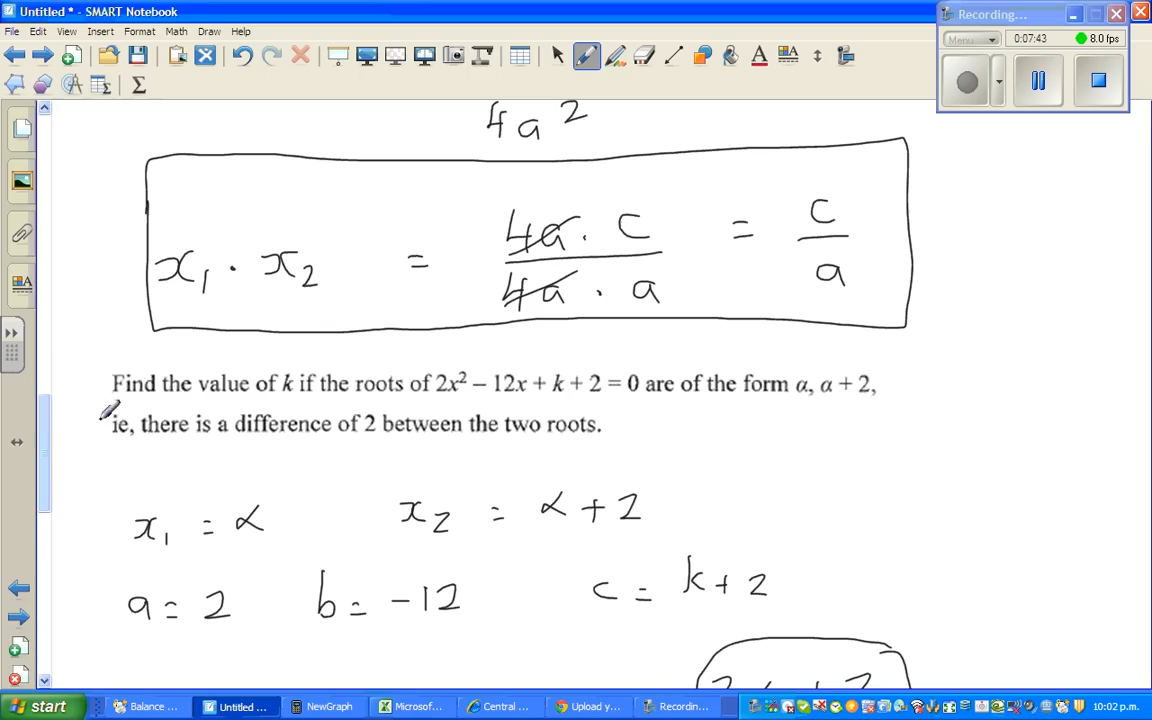 Untitled * - SMART Notebook
Recording...
File Edit View Insert Format Math Draw Help
Menu 0:07:43 8.0 fps
4a²
x₁ · x₂ = 4a · c / 4a · a = c / a
Find the value of k if the roots of 2x² – 12x + k + 2 = 0 are of the form α, α + 2,
ie, there is a difference of 2 between the two roots.
x₁ = α x₂ = α + 2
a = 2 b = -12 c = k + 2
start Balance ... Untitled ... NewGraph Microsof... Central ... Upload y... Recordin... 10:02 p.m.